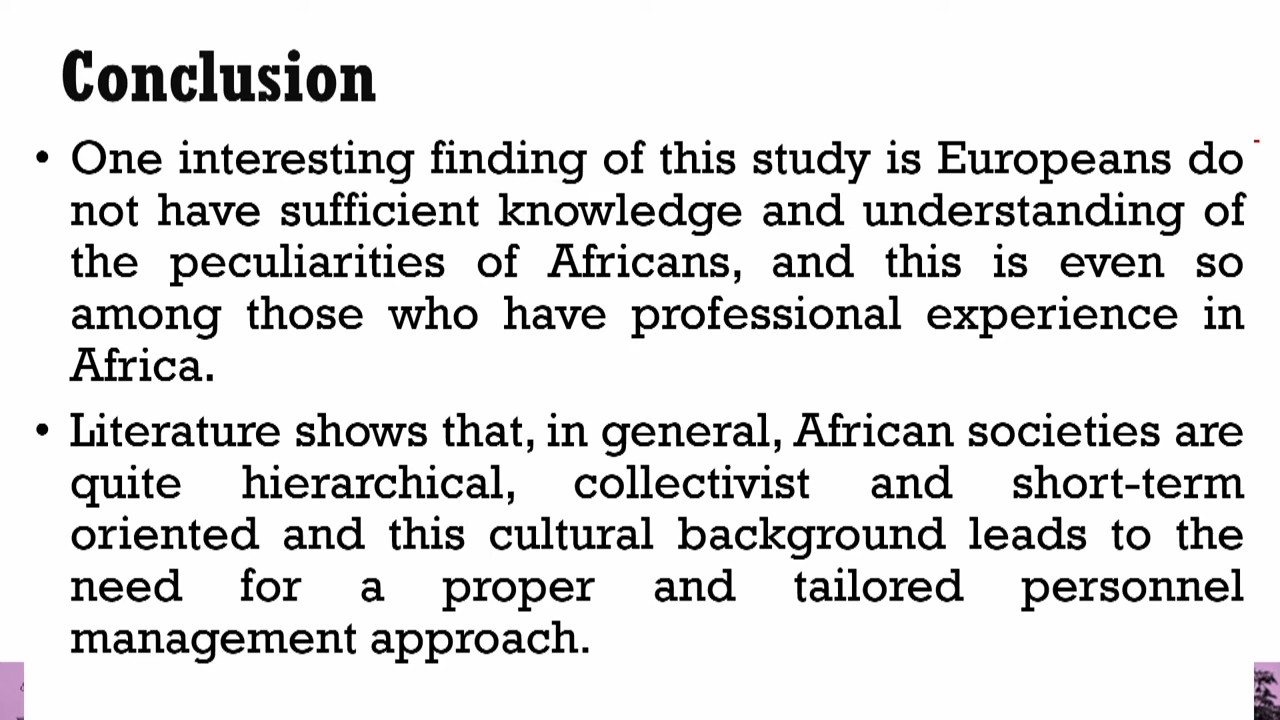 Conclusion
• One interesting finding of this study is Europeans do
not have sufficient knowledge and understanding of
the peculiarities of Africans, and this is even so
among those who have professional experience in
Africa.
• Literature shows that, in general, African societies are
quite hierarchical, collectivist and short-term
oriented and this cultural background leads to the
need for a proper and tailored personnel
management approach.